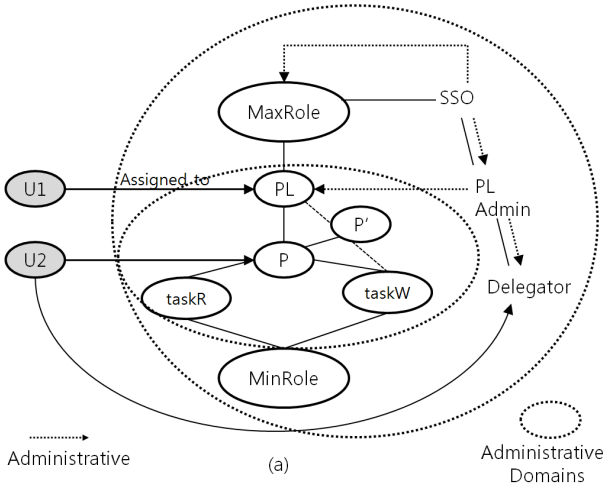 SSO
MaxRole
Assigned to
U1
PL
PL
Admin
P'
U2
P
taskR
taskW
Delegator
MinRole
Administrative
(a)
Administrative
Domains